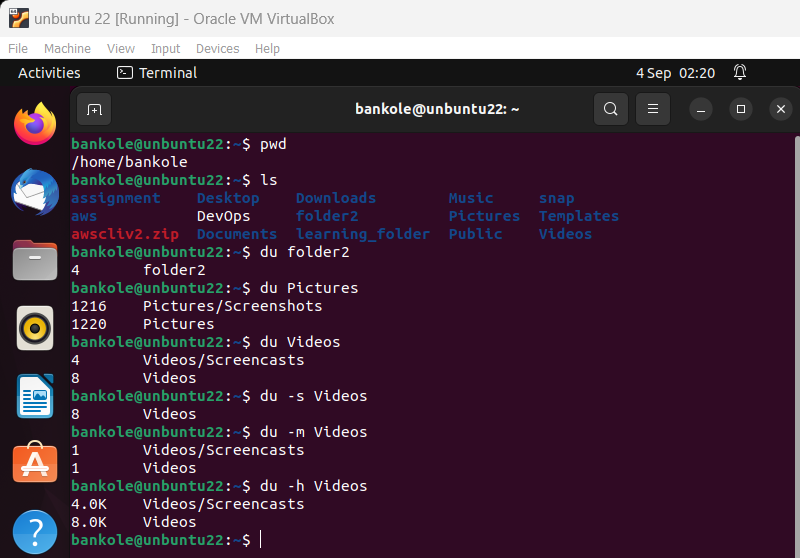 unbuntu 22 [Running] - Oracle VM VirtualBox
File Machine View Input Devices Help
Activities Terminal 4 Sep 02:20
bankole@unbuntu22: ~
bankole@unbuntu22:~$ pwd
/home/bankole
bankole@unbuntu22:~$ ls
assignment Desktop Downloads Music snap
aws DevOps folder2 Pictures Templates
awscliv2.zip Documents learning_folder Public Videos
bankole@unbuntu22:~$ du folder2
4 folder2
bankole@unbuntu22:~$ du Pictures
1216 Pictures/Screenshots
1220 Pictures
bankole@unbuntu22:~$ du Videos
4 Videos/Screencasts
8 Videos
bankole@unbuntu22:~$ du -s Videos
8 Videos
bankole@unbuntu22:~$ du -m Videos
1 Videos/Screencasts
1 Videos
bankole@unbuntu22:~$ du -h Videos
4.0K Videos/Screencasts
8.0K Videos
bankole@unbuntu22:~$